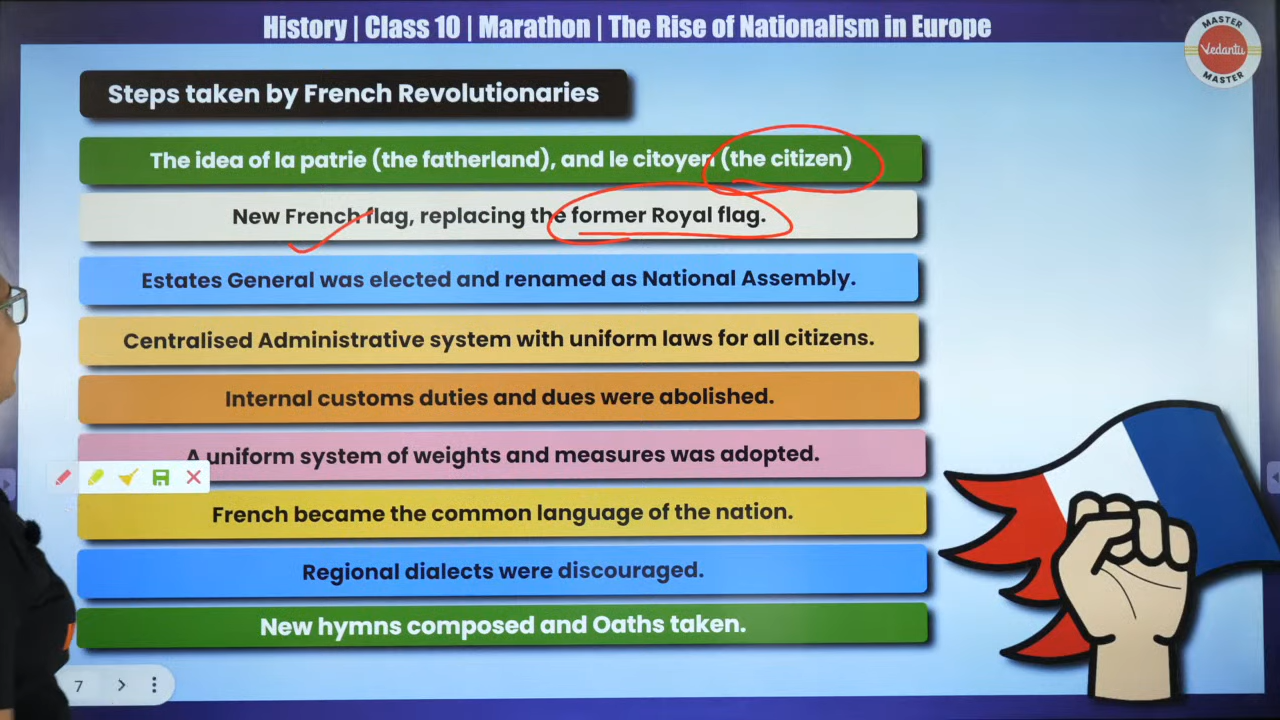 History | Class 10 | Marathon | The Rise of Nationalism in Europe
MASTER
Vedantu
MASTER
Steps taken by French Revolutionaries
The idea of la patrie (the fatherland), and le citoyen (the citizen)
New French flag, replacing the former Royal flag.
Estates General was elected and renamed as National Assembly.
Centralised Administrative system with uniform laws for all citizens.
Internal customs duties and dues were abolished.
A uniform system of weights and measures was adopted.
French became the common language of the nation.
Regional dialects were discouraged.
New hymns composed and Oaths taken.
7